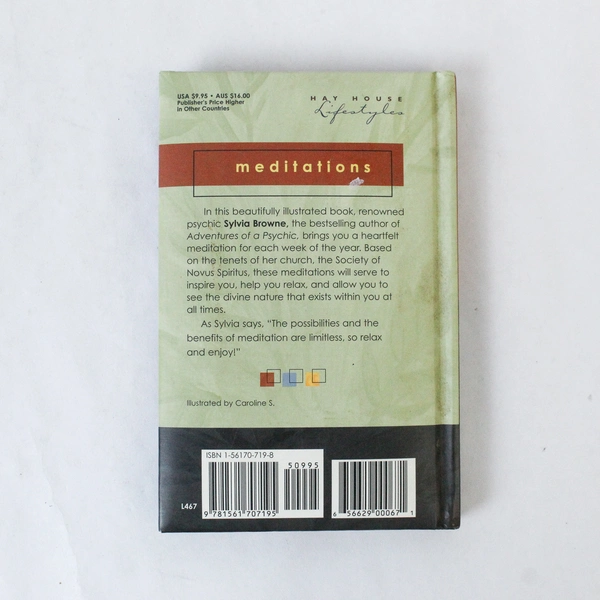 USA $9.95 • AUS $16.00
Publisher's Price Higher
in Other Countries
HAY HOUSE
Lifestyles
meditations
In this beautifully illustrated book, renowned
psychic Sylvia Browne, the bestselling author of
Adventures of a Psychic, brings you a heartfelt
meditation for each week of the year. Based
on the tenets of her church, the Society of
Novus Spiritus, these meditations will serve to
inspire you, help you relax, and allow you to
see the divine nature that exists within you at
all times.
As Sylvia says, "The possibilities and the
benefits of meditation are limitless, so relax
and enjoy!"
Illustrated by Caroline S.
ISBN 1-56170-719-8
50995
L467
9 781561 707195
6 56629 00067 1